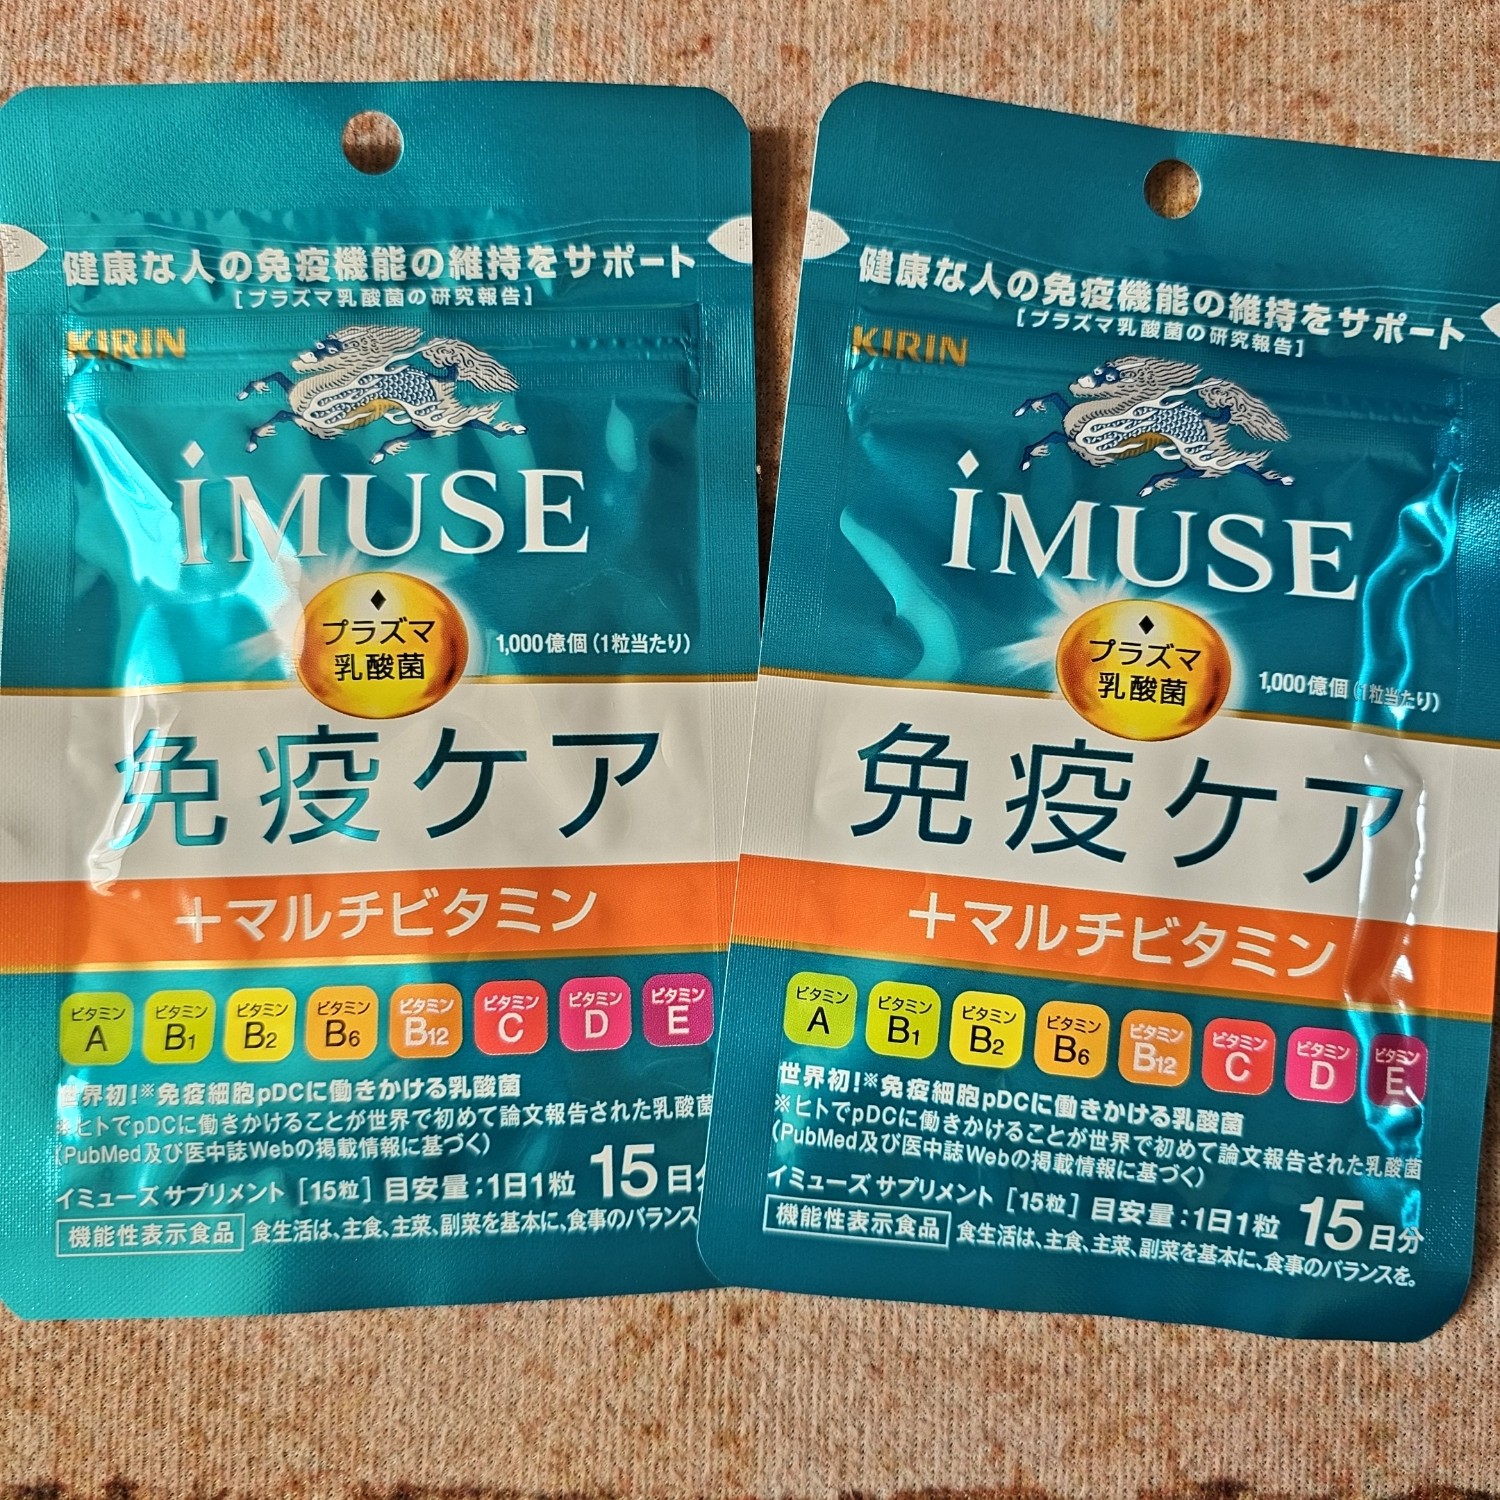 健康な人の免疫機能の維持をサポート
[プラズマ乳酸菌の研究報告]
KIRIN
iMUSE
プラズマ
乳酸菌
1,000億個(1粒当たり)
免疫ケア
+マルチビタミン
ビタミン A ビタミン B1 ビタミン B2 ビタミン B6 ビタミン B12 ビタミン C ビタミン D ビタミン E
世界初!※免疫細胞pDCに働きかける乳酸菌
※ヒトでpDCに働きかけることが世界で初めて論文報告された乳酸菌
(PubMed及び医中誌Webの掲載情報に基づく)
イミューズ サプリメント [15粒] 目安量:1日1粒 15日分
機能性表示食品 食生活は、主食、主菜、副菜を基本に、食事のバランス
健康な人の免疫機能の維持をサポート
[プラズマ乳酸菌の研究報告]
KIRIN
iMUSE
プラズマ
乳酸菌
1,000億個(1粒当たり)
免疫ケア
+マルチビタミン
ビタミン A ビタミン B1 ビタミン B2 ビタミン B6 ビタミン B12 ビタミン C ビタミン D ビタミン E
世界初!※免疫細胞pDCに働きかける乳酸菌
※ヒトでpDCに働きかけることが世界で初めて論文報告された乳酸菌
(PubMed及び医中誌Webの掲載情報に基づく)
イミューズ サプリメント [15粒] 目安量:1日1粒 15日分
機能性表示食品 食生活は、主食、主菜、副菜を基本に、食事のバランスを。